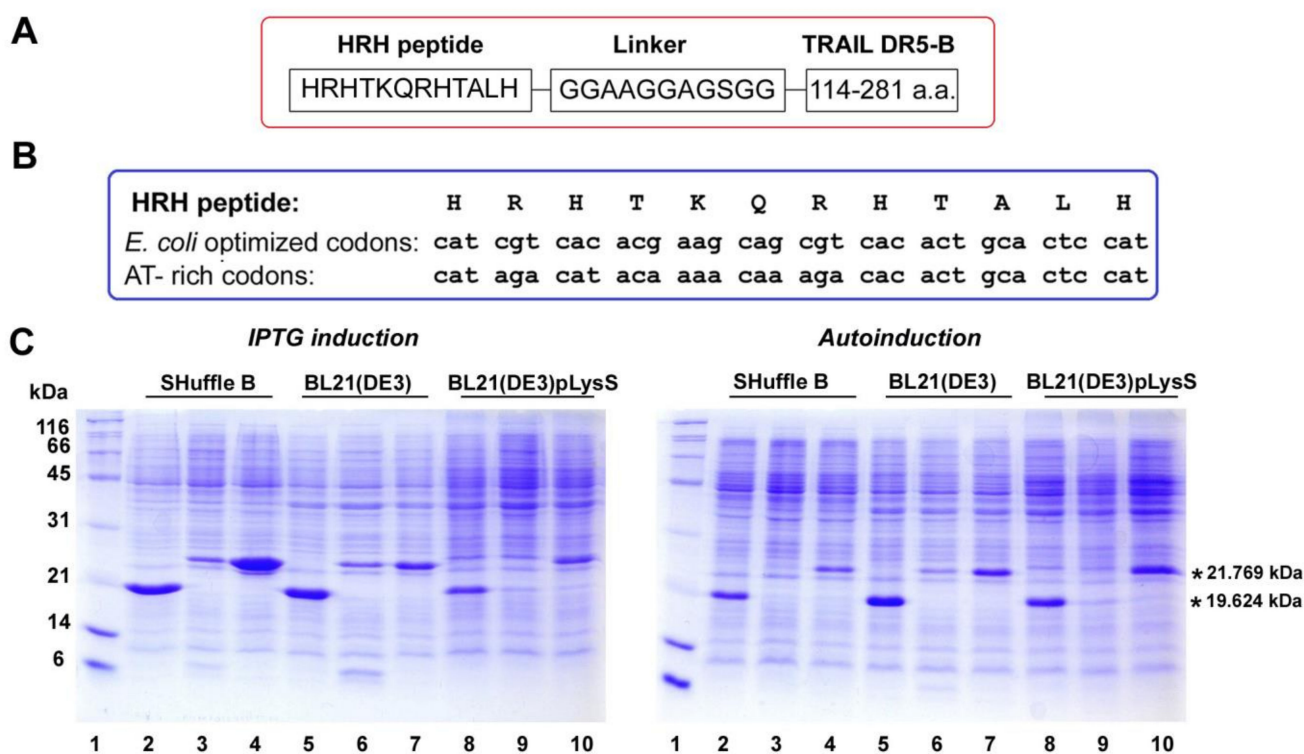 A
HRH peptide Linker TRAIL DR5-B
HRHTKQRHTALH GGAAGGAGSGG 114-281 a.a.
B
HRH peptide: H R H T K Q R H T A L H
E. coli optimized codons: cat cgt cac acg aag cag cgt cac act gca ctc cat
AT- rich codons: cat aga cat aca aaa caa aga cac act gca ctc cat
C
IPTG induction Autoinduction
SHuffle B BL21(DE3) BL21(DE3)pLysS SHuffle B BL21(DE3) BL21(DE3)pLysS
kDa
116
66
45
31
21
14
6
* 21.769 kDa
* 19.624 kDa
1 2 3 4 5 6 7 8 9 10 1 2 3 4 5 6 7 8 9 10